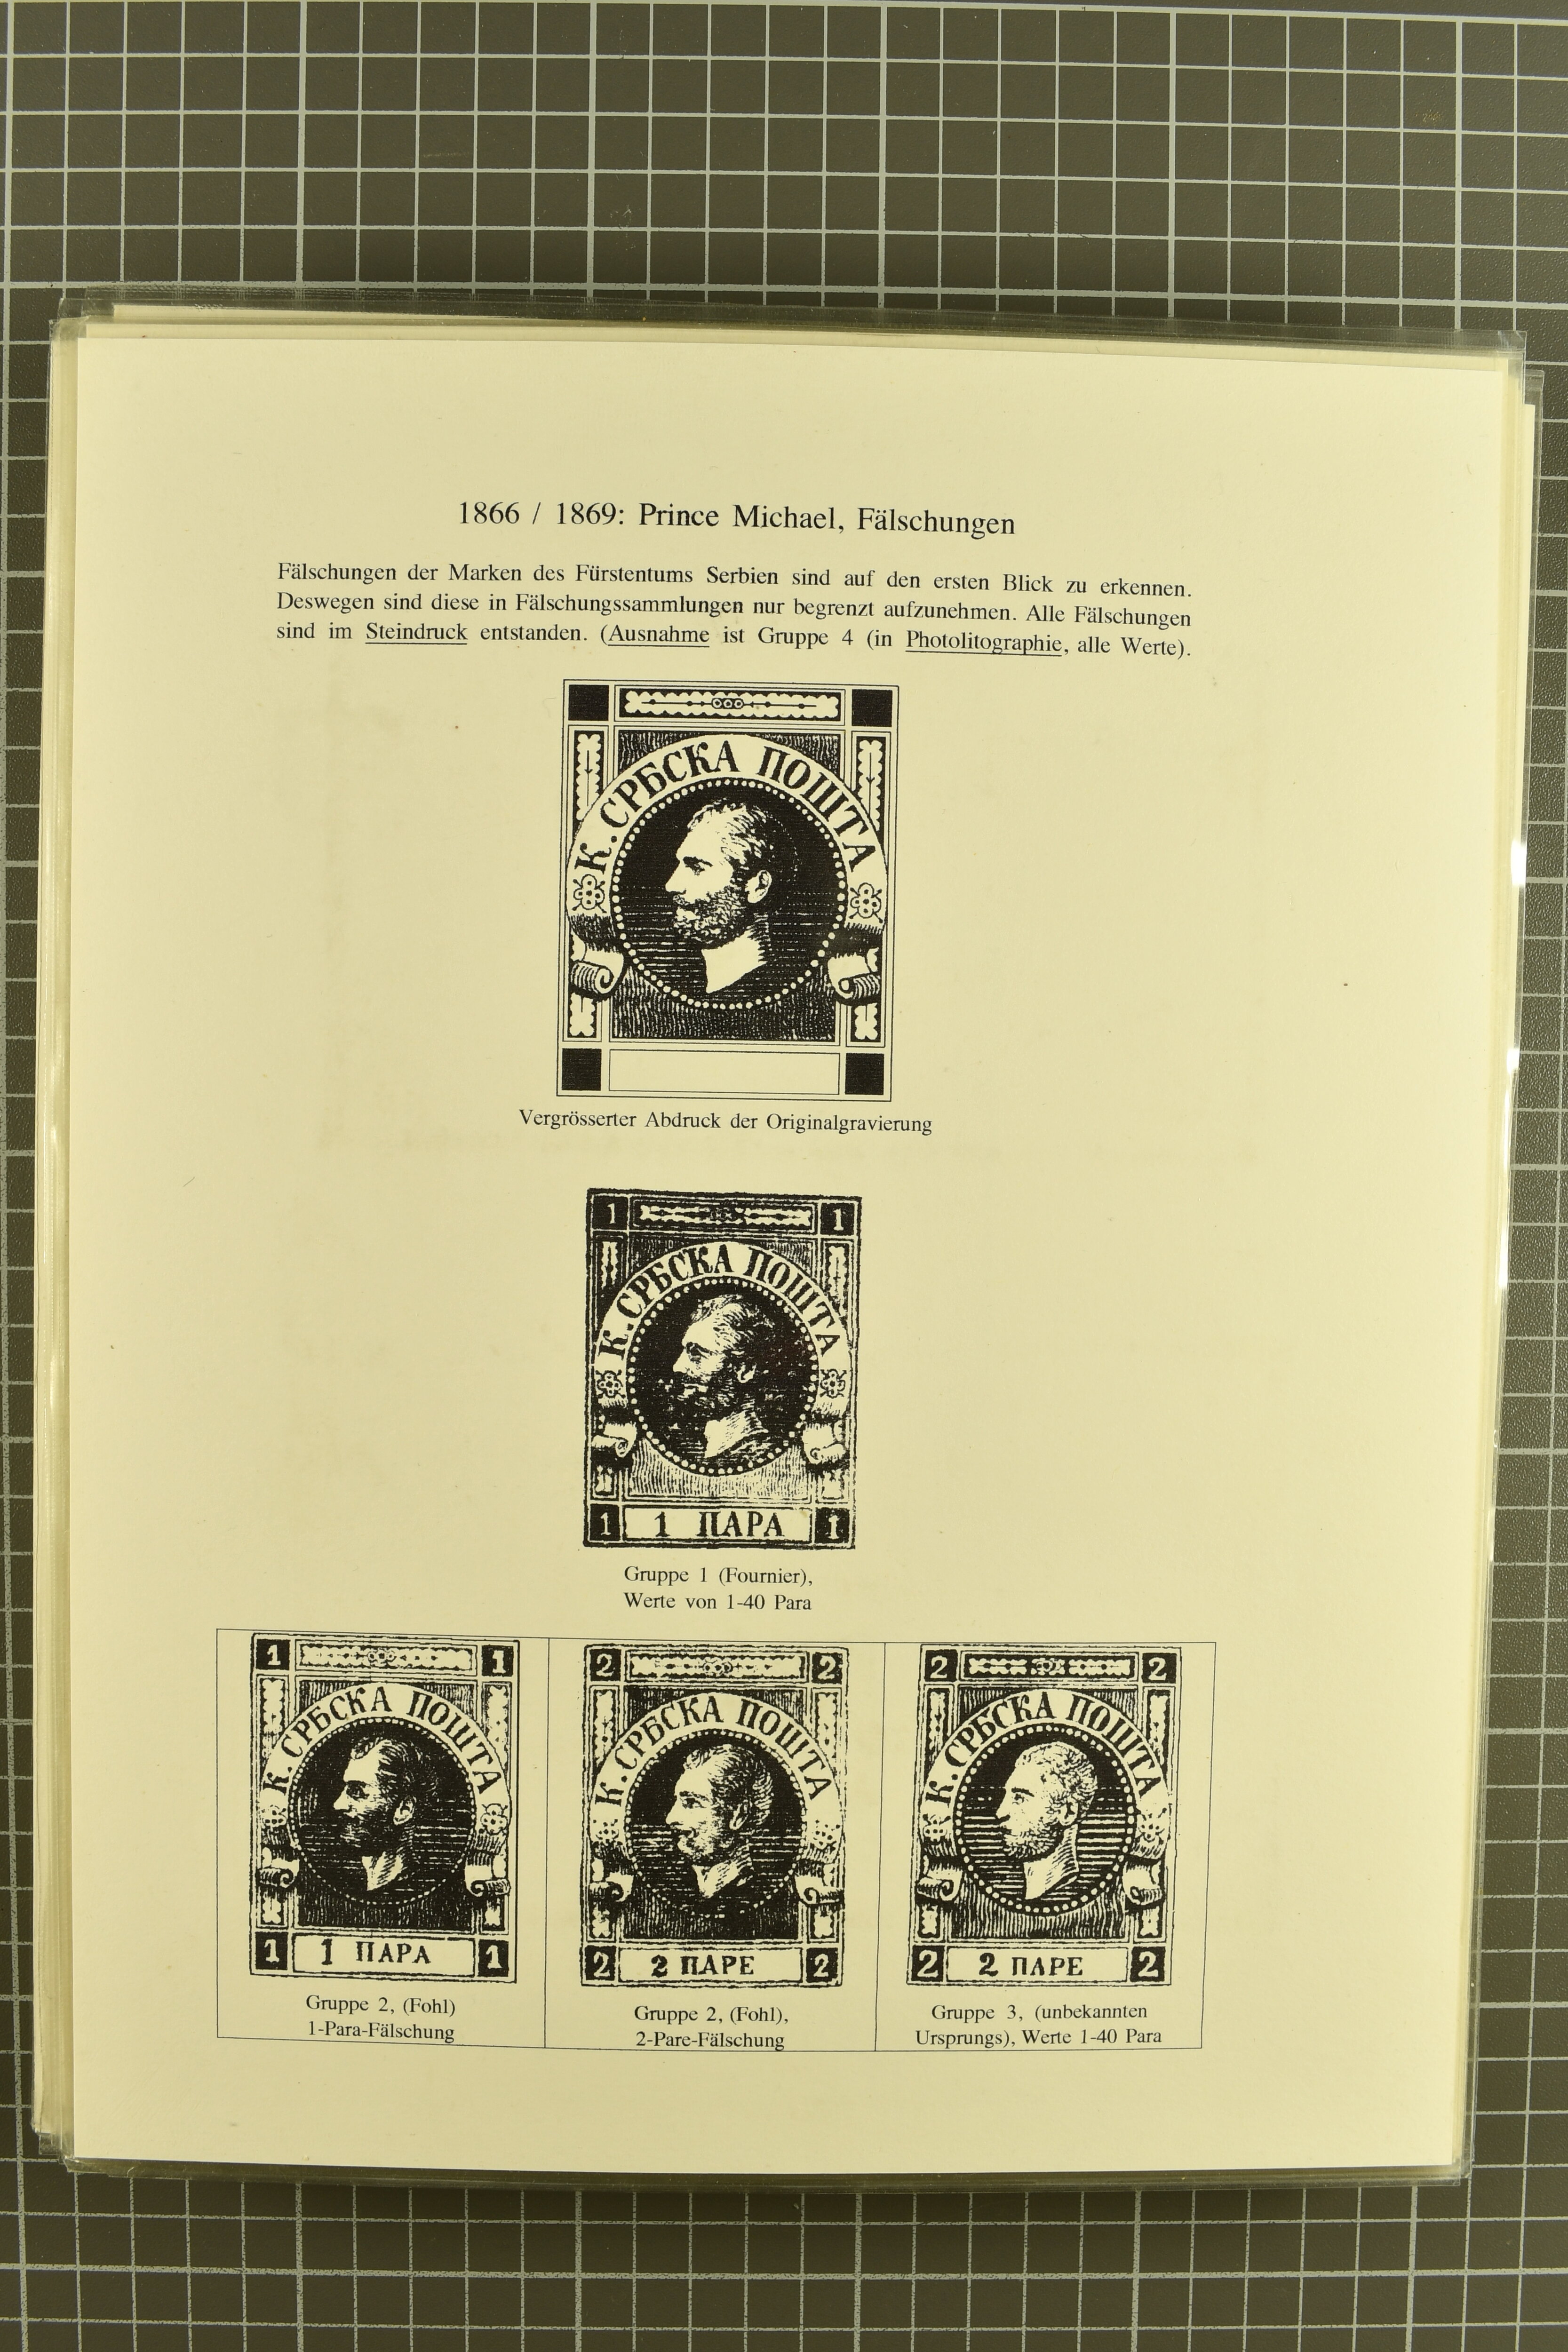 1866 / 1869: Prince Michael, Fälschungen
Fälschungen der Marken des Fürstentums Serbien sind auf den ersten Blick zu erkennen.
Deswegen sind diese in Fälschungssammlungen nur begrenzt aufzunehmen. Alle Fälschungen
sind im Steindruck entstanden. (Ausnahme ist Gruppe 4 (in Photolitographie, alle Werte).
К. СРБСКА ПОШТА
Vergrösserter Abdruck der Originalgravierung
1 1
К. СРБСКА ПОШТА
1 1 ПАРА 1
Gruppe 1 (Fournier),
Werte von 1-40 Para
1 1
К. СРБСКА ПОШТА
1 1 ПАРА 1
Gruppe 2, (Fohl)
1-Para-Fälschung
2 2
К. СРБСКА ПОШТА
2 2 ПАРЕ 2
Gruppe 2, (Fohl),
2-Pare-Fälschung
2 2
К. СРБСКА ПОШТА
2 2 ПАРЕ 2
Gruppe 3, (unbekannten
Ursprungs), Werte 1-40 Para